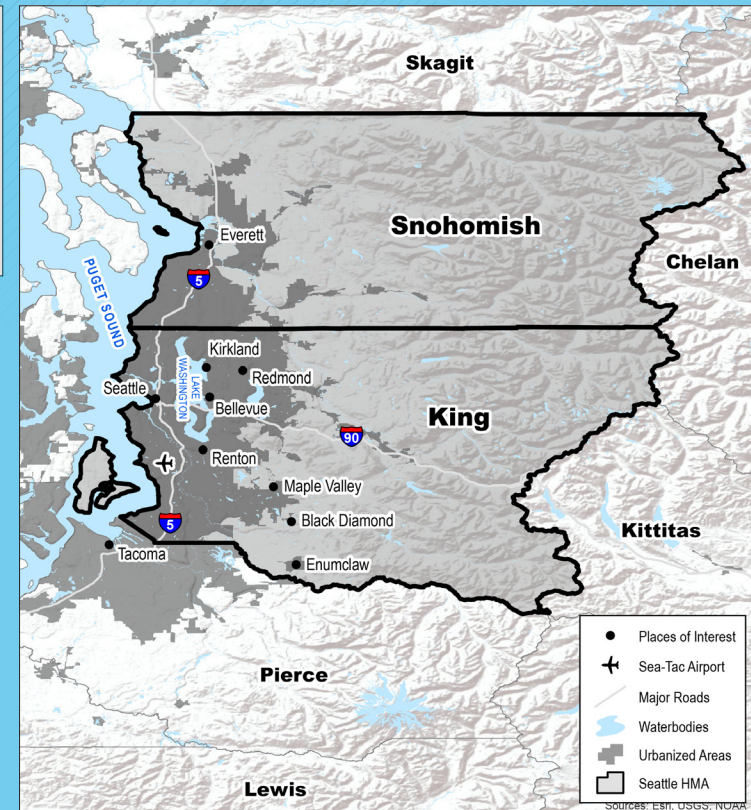 Skagit
Snohomish
Everett
Chelan
5
PUGET SOUND
Kirkland
Redmond
Seattle
LAKE
WASHINGTON
Bellevue
King
90
Renton
Maple Valley
Black Diamond
5
Kittitas
Tacoma
Enumclaw
Pierce
Lewis
Places of Interest
Sea-Tac Airport
Major Roads
Waterbodies
Urbanized Areas
Seattle HMA
Sources: Esri, USGS, NOAA